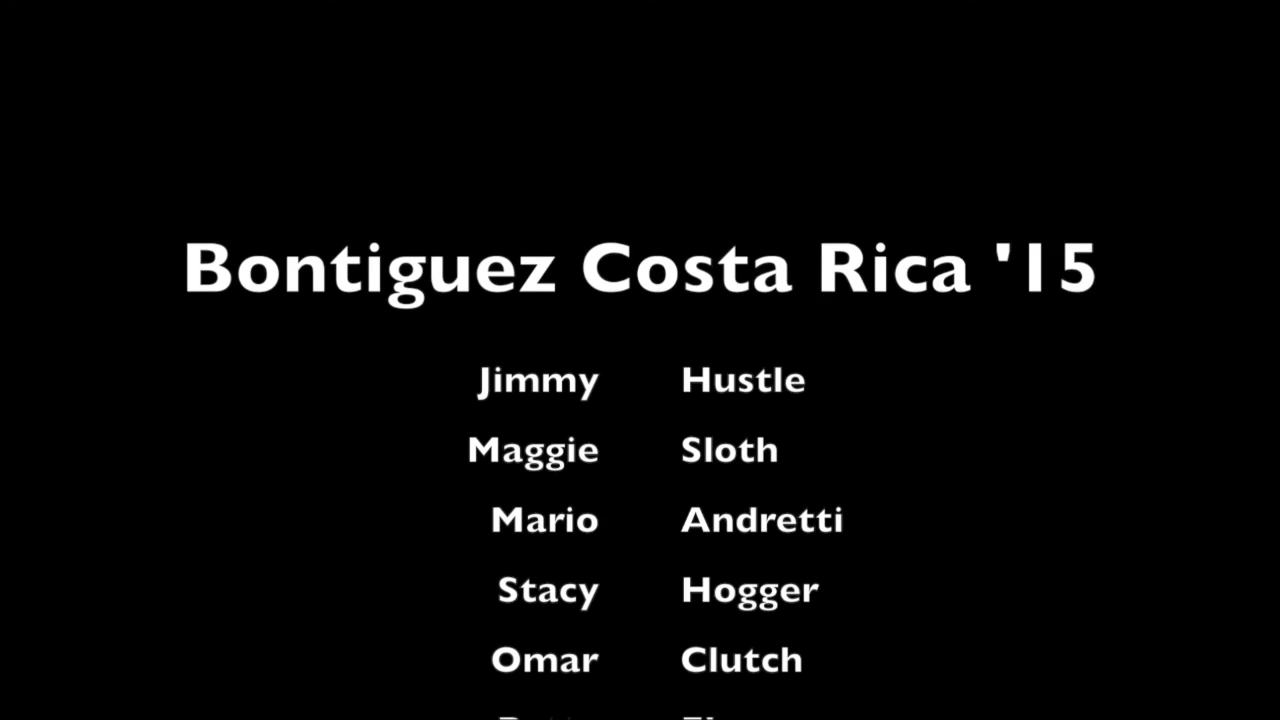 Bontiguez Costa Rica '15
Jimmy Hustle
Maggie Sloth
Mario Andretti
Stacy Hogger
Omar Clutch